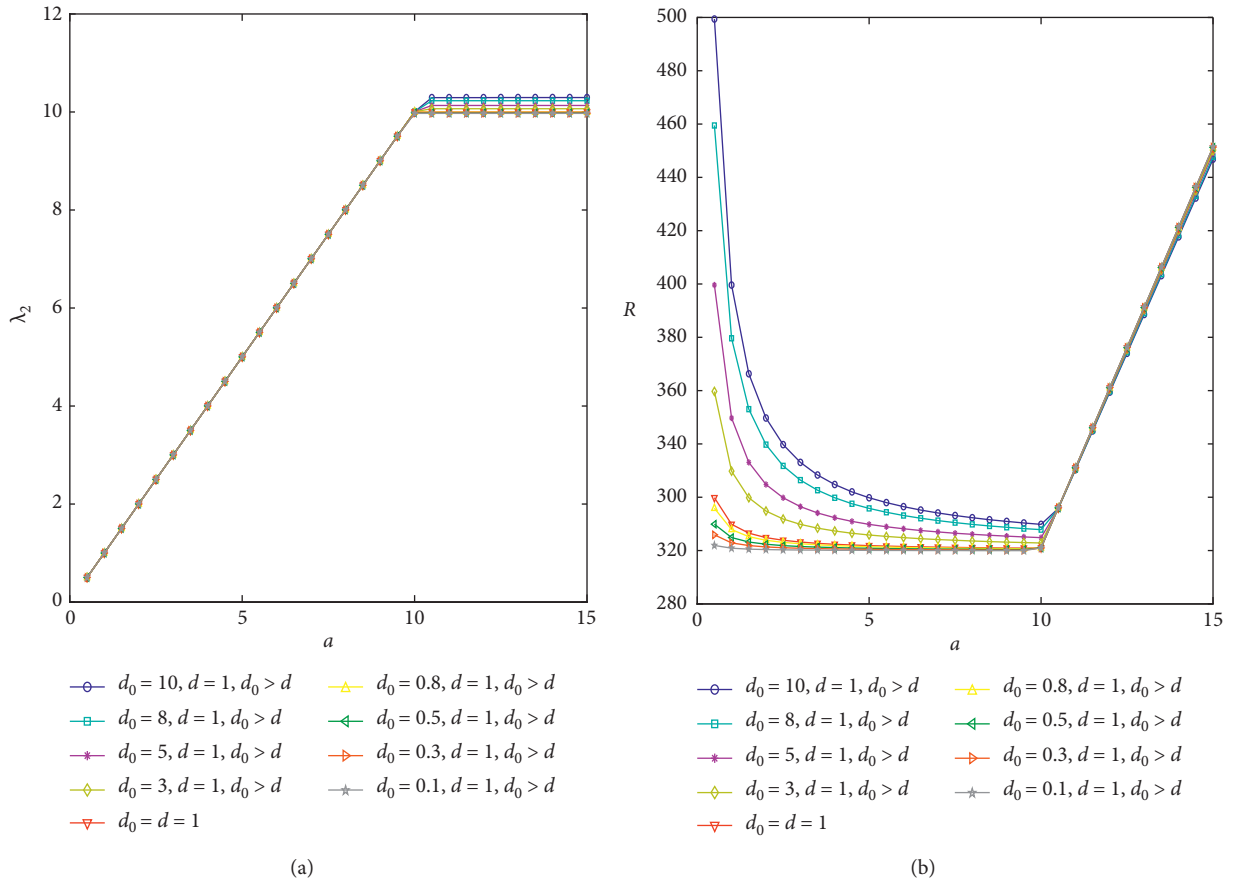 12
10
8
6
4
2
0
λ2
0
5
10
15
a
d0 = 10, d = 1, d0 > d
d0 = 8, d = 1, d0 > d
d0 = 5, d = 1, d0 > d
d0 = 3, d = 1, d0 > d
d0 = d = 1
d0 = 0.8, d = 1, d0 > d
d0 = 0.5, d = 1, d0 > d
d0 = 0.3, d = 1, d0 > d
d0 = 0.1, d = 1, d0 > d
(a)
500
480
460
440
420
400
380
360
340
300
320
280
R
0
5
10
15
a
d0 = 10, d = 1, d0 > d
d0 = 8, d = 1, d0 > d
d0 = 5, d = 1, d0 > d
d0 = 3, d = 1, d0 > d
d0 = d = 1
d0 = 0.8, d = 1, d0 > d
d0 = 0.5, d = 1, d0 > d
d0 = 0.3, d = 1, d0 > d
d0 = 0.1, d = 1, d0 > d
(b)